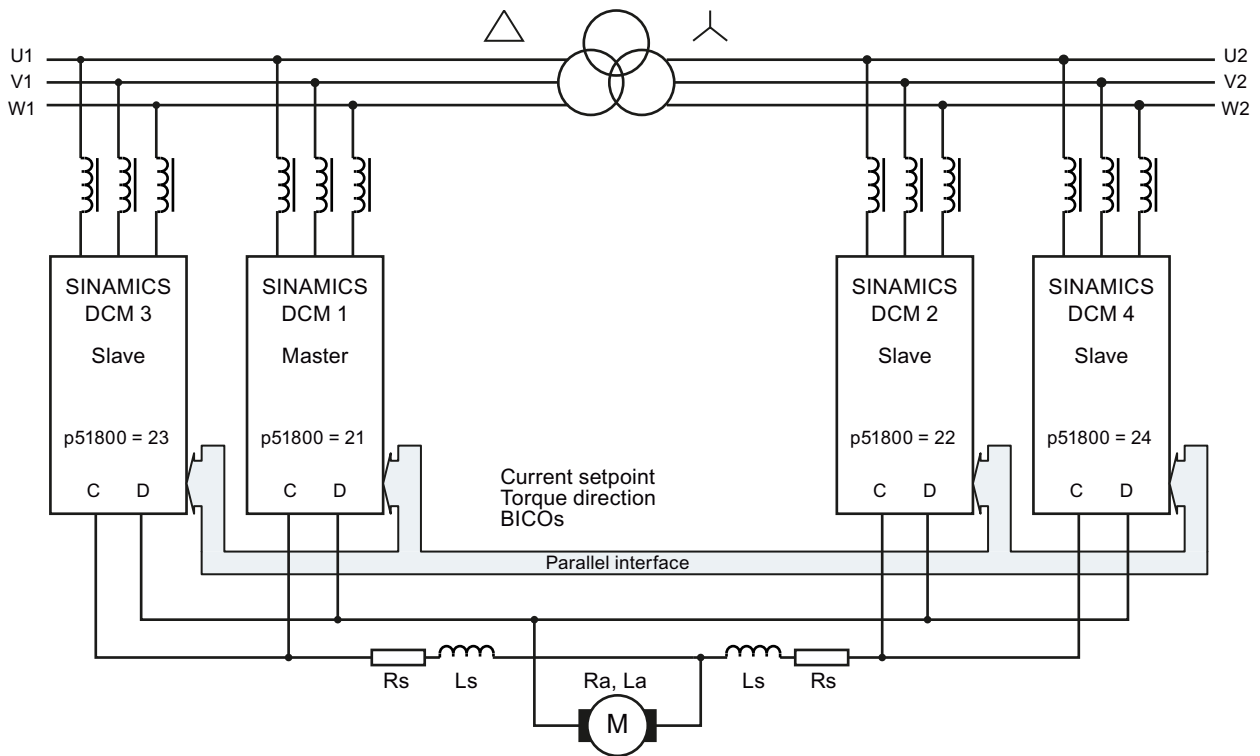 U1
U2
V1
V2
W1
W2
SINAMICS
DCM 3
Slave
p51800 = 23
C D
SINAMICS
DCM 1
Master
p51800 = 21
C D
SINAMICS
DCM 2
Slave
p51800 = 22
C D
SINAMICS
DCM 4
Slave
p51800 = 24
C D
Current setpoint
Torque direction
BICOs
Parallel interface
Rs Ls Ra, La Ls Rs
M